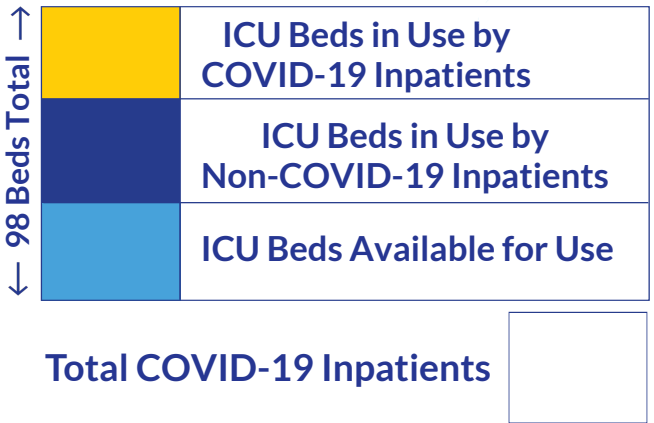 ← 98 Beds Total →
ICU Beds in Use by
COVID-19 Inpatients
ICU Beds in Use by
Non-COVID-19 Inpatients
ICU Beds Available for Use
Total COVID-19 Inpatients